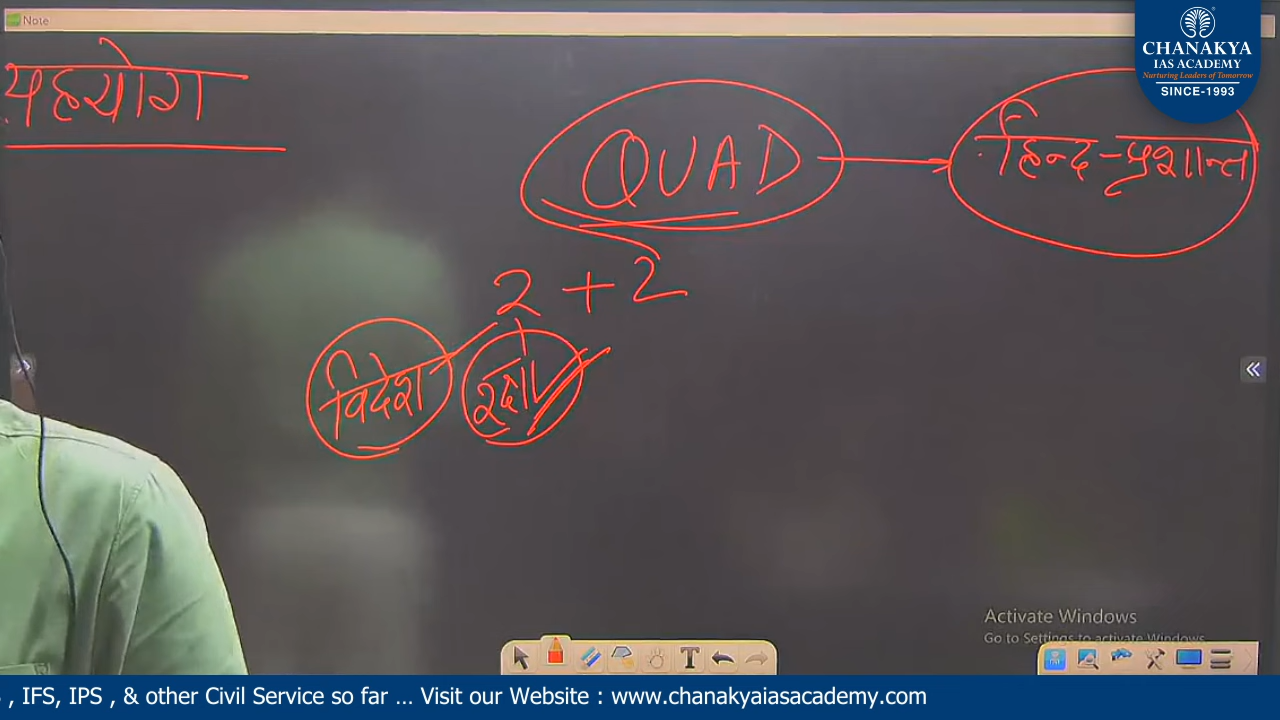 Note
CHANAKYA
IAS ACADEMY
Nurturing Leaders of Tomorrow
SINCE-1993
सहयोग
QUAD
हिन्द-प्रशान्त
2 + 2
विदेश रक्षा
Activate Windows
Go to Settings to activate Windows
, IFS, IPS , & other Civil Service so far ... Visit our Website : www.chanakyaiasacademy.com